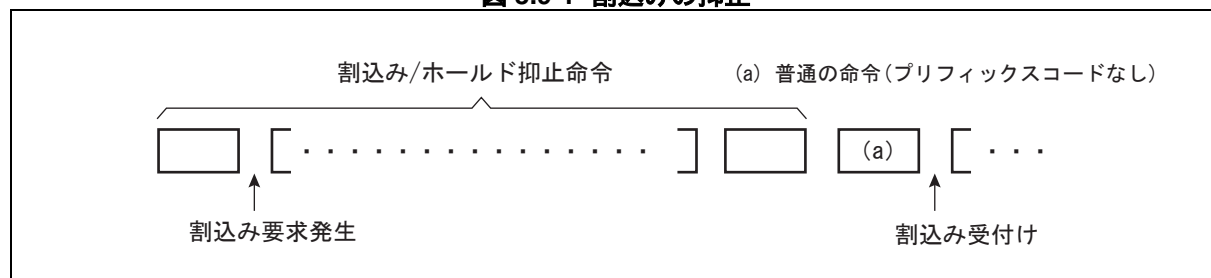 割込み/ホールド抑止命令
(a) 普通の命令(プリフィックスコードなし)
・・・・・・・・・・・・・・・
(a)
・・・
割込み要求発生
割込み受付け